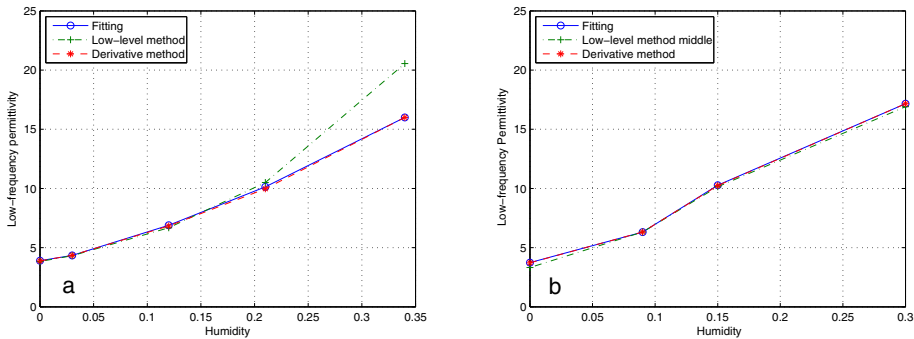 25
20
15
10
5
0
Low-frequency permittivity
Fitting
Low-level method
Derivative method
a
0 0.05 0.1 0.15 0.2 0.25 0.3 0.35
Humidity
25
20
15
10
5
0
Low-frequency Permittivity
Fitting
Low-level method middle
Derivative method
b
0 0.05 0.1 0.15 0.2 0.25 0.3
Humidity